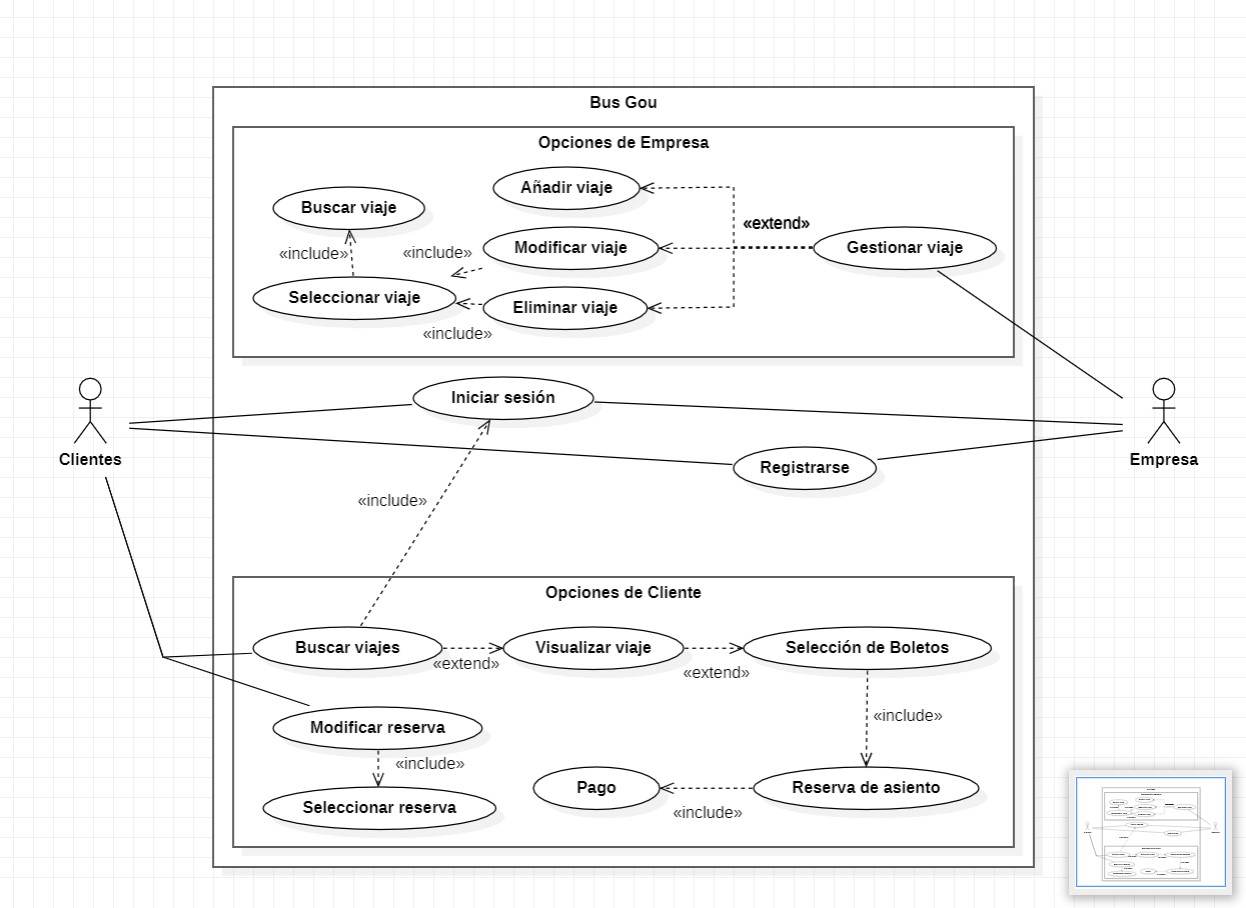 Bus Gou
Opciones de Empresa
Añadir viaje
Buscar viaje
«extend»
«include»
«include»
Modificar viaje
Gestionar viaje
Seleccionar viaje
Eliminar viaje
«include»
Iniciar sesión
Clientes
Registrarse
Empresa
«include»
Opciones de Cliente
Buscar viajes
«extend»
Visualizar viaje
«extend»
Selección de Boletos
«include»
Modificar reserva
«include»
Seleccionar reserva
Pago
«include»
Reserva de asiento